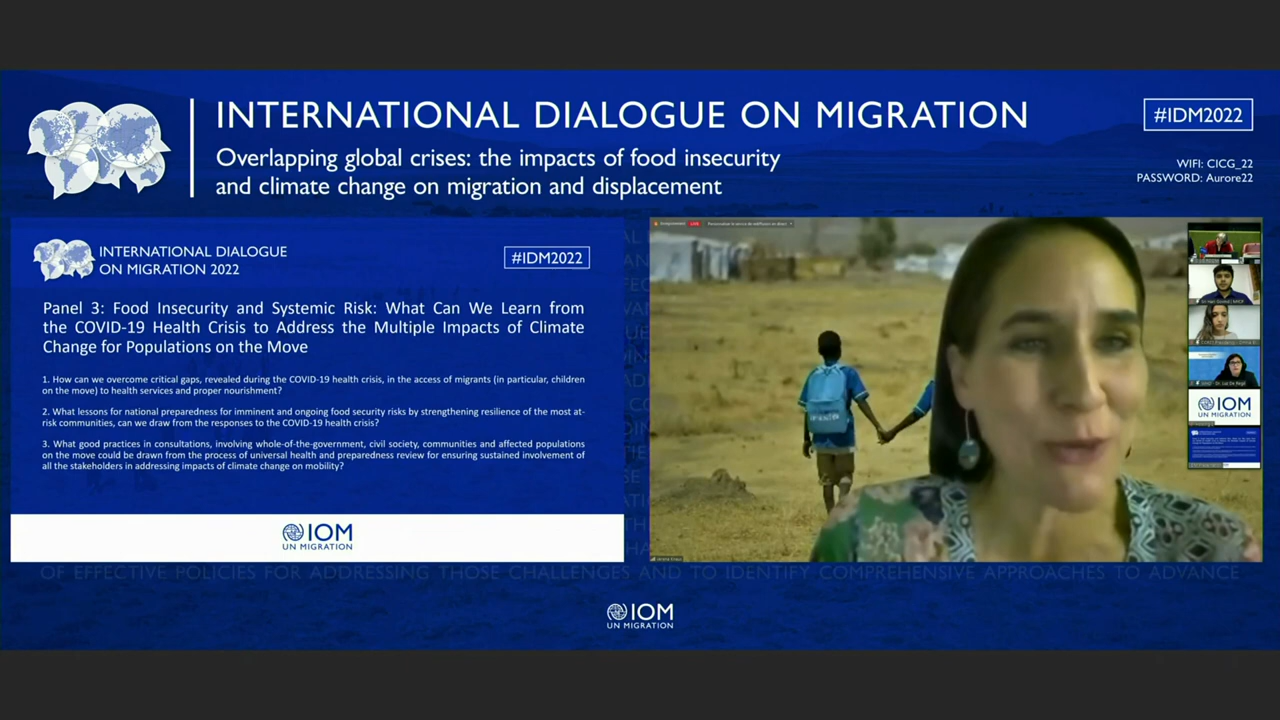 INTERNATIONAL DIALOGUE ON MIGRATION
Overlapping global crises: the impacts of food insecurity
and climate change on migration and displacement
#IDM2022
WIFI: CICG_22
PASSWORD: Aurore22
INTERNATIONAL DIALOGUE
ON MIGRATION 2022
#IDM2022
Panel 3: Food Insecurity and Systemic Risk: What Can We Learn from
the COVID-19 Health Crisis to Address the Multiple Impacts of Climate
Change for Populations on the Move
1. How can we overcome critical gaps, revealed during the COVID-19 health crisis, in the access of migrants (in particular, children
on the move) to health services and proper nourishment?
2. What lessons for national preparedness for imminent and ongoing food security risks by strengthening resilience of the most at-
risk communities, can we draw from the responses to the COVID-19 health crisis?
3. What good practices in consultations, involving whole-of-the-government, civil society, communities and affected populations
on the move could be drawn from the process of universal health and preparedness review for ensuring sustained involvement of
all the stakeholders in addressing impacts of climate change on mobility?
IOM
UN MIGRATION
LIVE
unicef
IOM
UN MIGRATION
OF EFFECTIVE POLICIES FOR ADDRESSING THOSE CHALLENGES AND TO IDENTIFY COMPREHENSIVE APPROACHES TO ADVANCE
IOM
UN MIGRATION